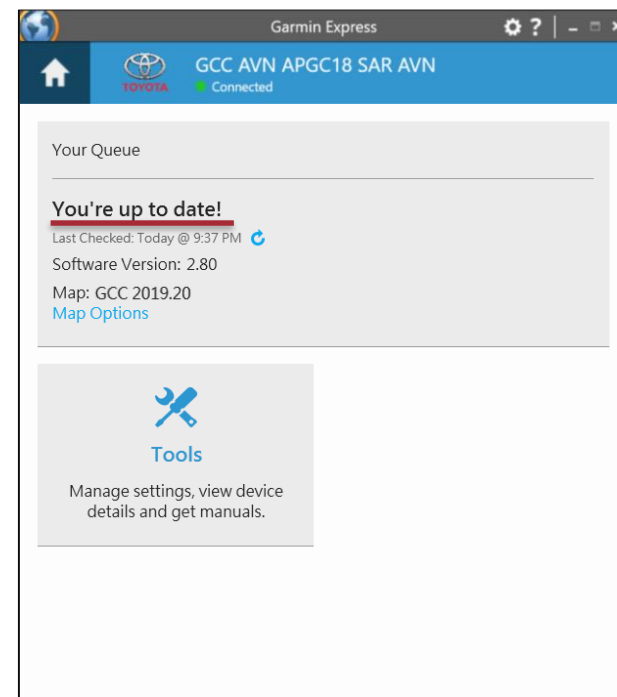 Garmin Express
?
TOYOTA
GCC AVN APGC18 SAR AVN
Connected
Your Queue
You're up to date!
Last Checked: Today @ 9:37 PM
Software Version: 2.80
Map: GCC 2019.20
Map Options
Tools
Manage settings, view device
details and get manuals.